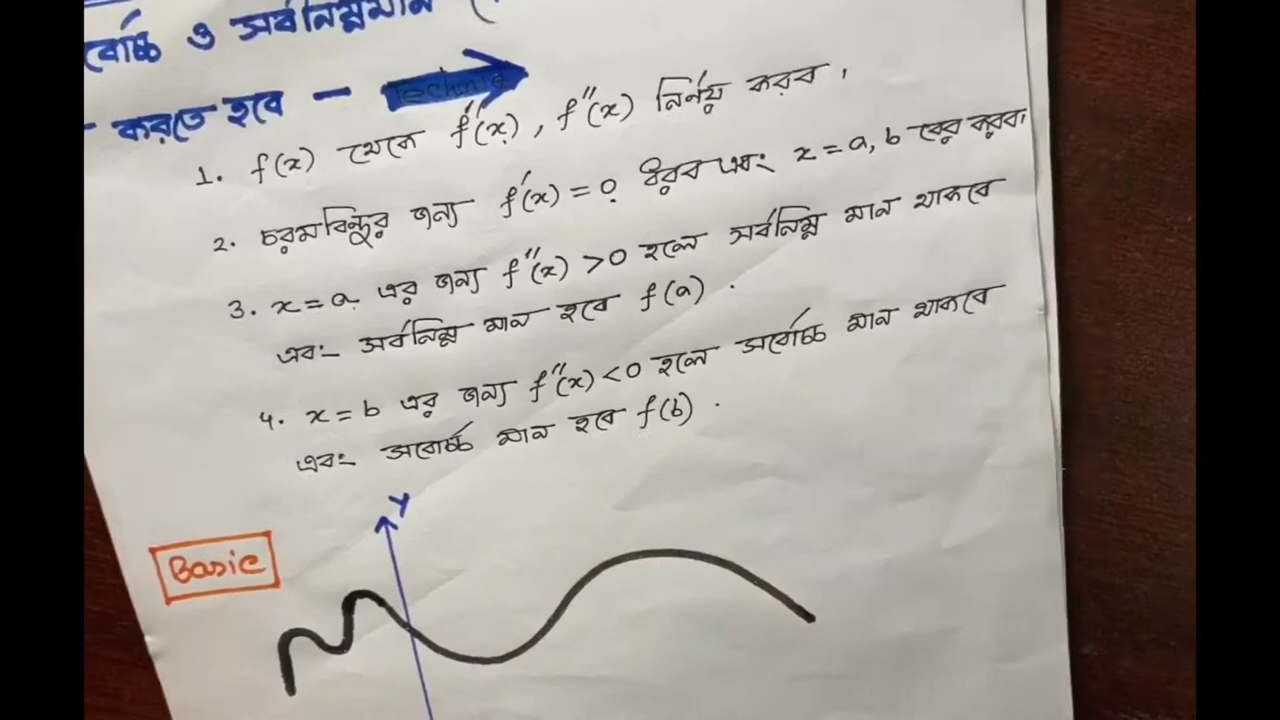 ও সর্বনিম্নমান (
করতে হবে – Technic
1. f(x) থেকে f′′(x), f′′(x) নির্ণয় করব,
2. চরমবিন্দুর জন্য f′(x) = 0 ধরব এবং x = a, b বের করব।
3. x = a এর জন্য f′′(x) >0 হলে সর্বনিম্ন মান থাকবে
এবং সর্বনিম্ন মান হবে f(a).
4. x = b এর জন্য f′′(x) <0 হলে সর্বোচ্চ মান থাকবে
এবং সর্বোচ্চ মান হবে f(b).
Y
Basic